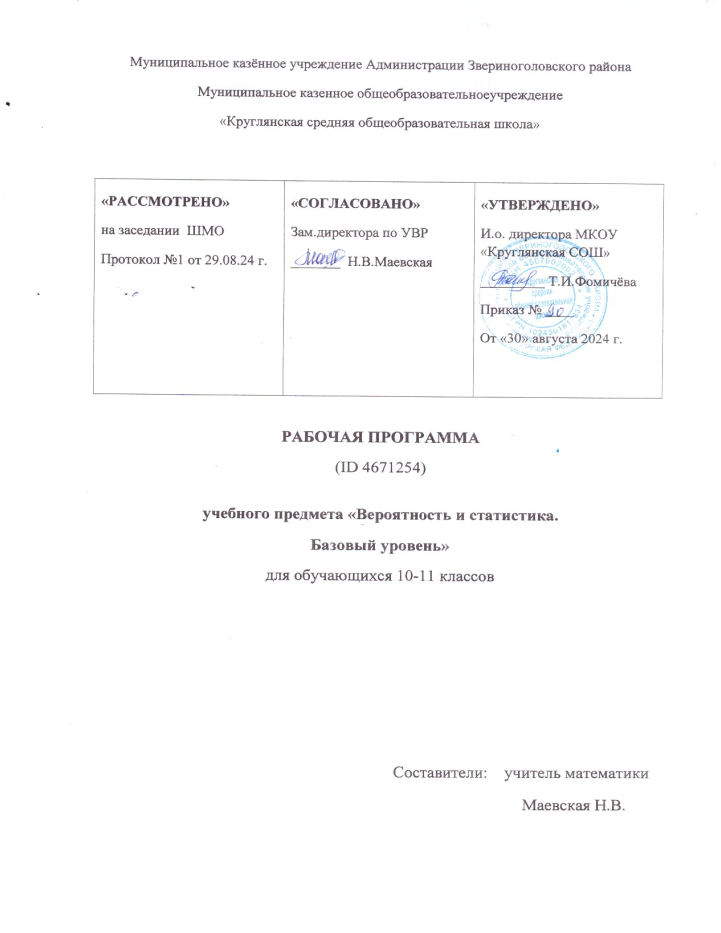 Муниципальное казённое учреждение Администрации Звериноголовского района
Муниципальное казенное общеобразовательноеучреждение
«Круглянская средняя общеобразовательная школа»
«РАССМОТРЕНО»
на заседании ШМО
Протокол №1 от 29.08.24 г.
«СОГЛАСОВАНО»
Зам.директора по УВР
Н.В.Маевская
«УТВЕРЖДЕНО»
И.о. директора МКОУ
«Круглянская СОШ»
Т.И.Фомичёва
Приказ № 90
От «30» августа 2024 г.
РАБОЧАЯ ПРОГРАММА
(ID 4671254)
учебного предмета «Вероятность и статистика.
Базовый уровень»
для обучающихся 10-11 классов
Составители: учитель математики
Маевская Н.В.